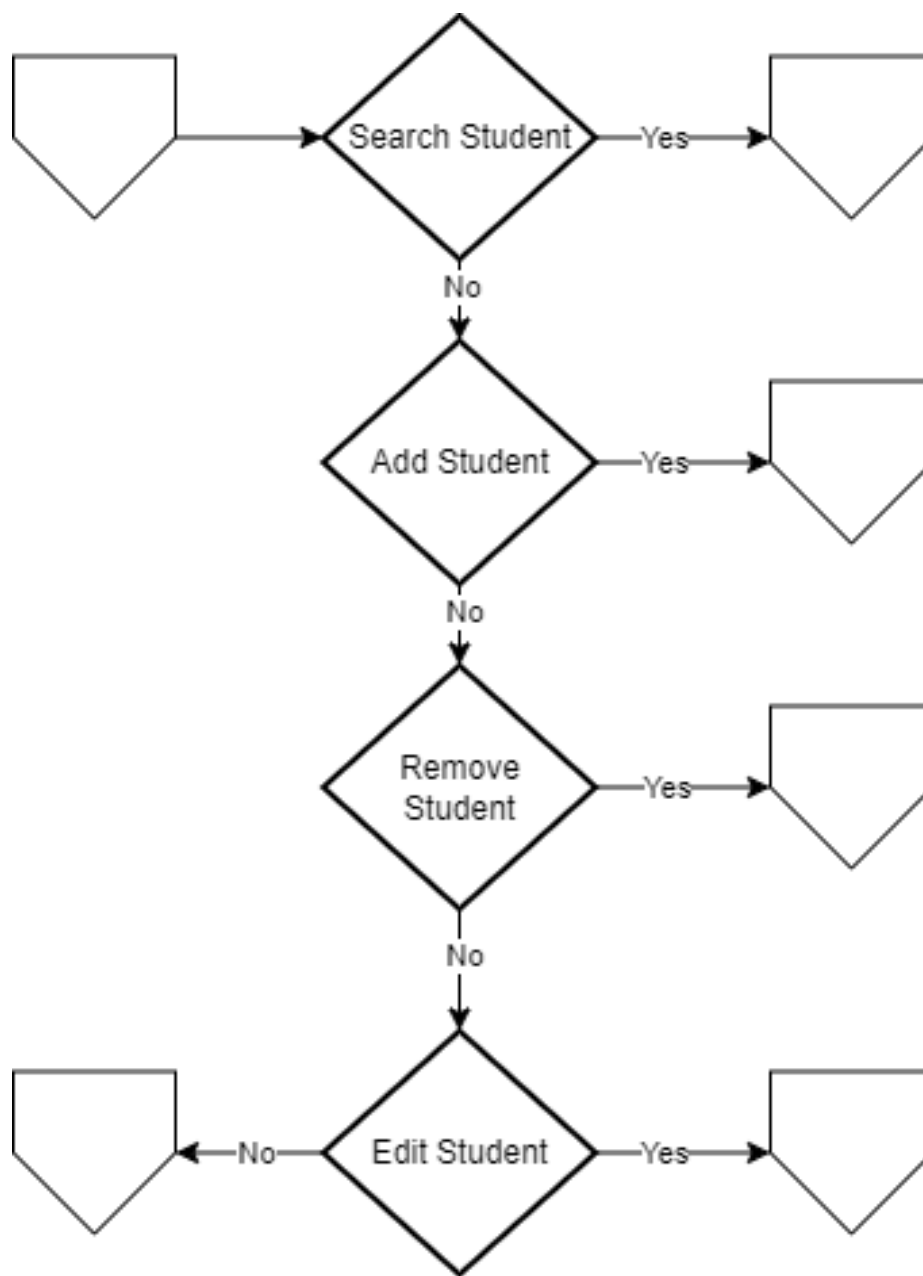 Search Student
Yes
No
Add Student
Yes
No
Remove
Student
Yes
No
No
Edit Student
Yes